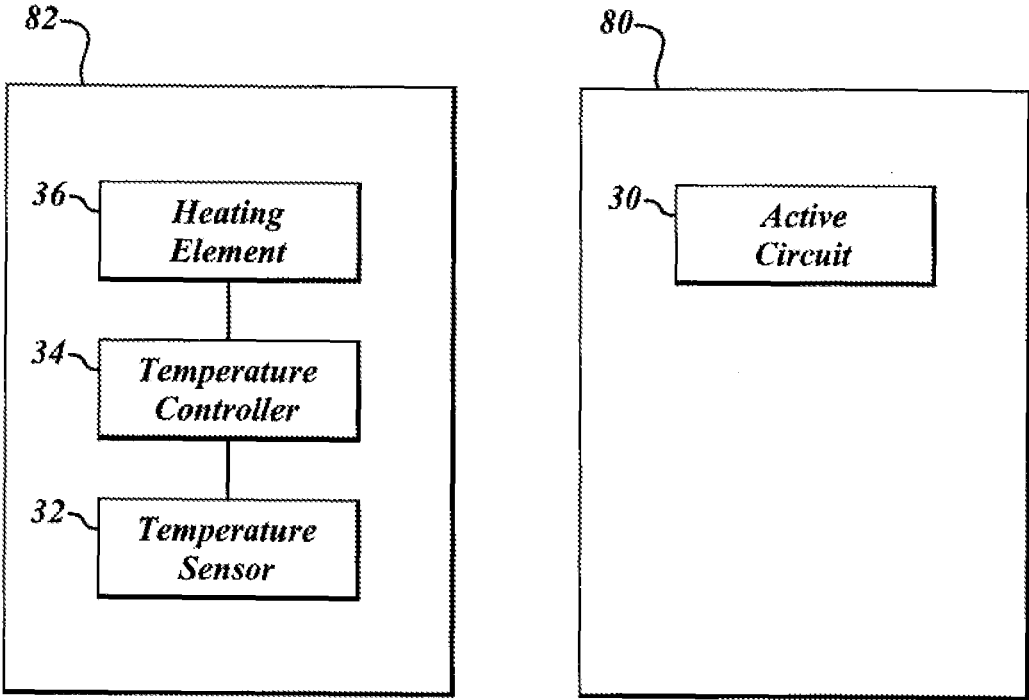 82
36
Heating
Element
34
Temperature
Controller
32
Temperature
Sensor
80
30
Active
Circuit